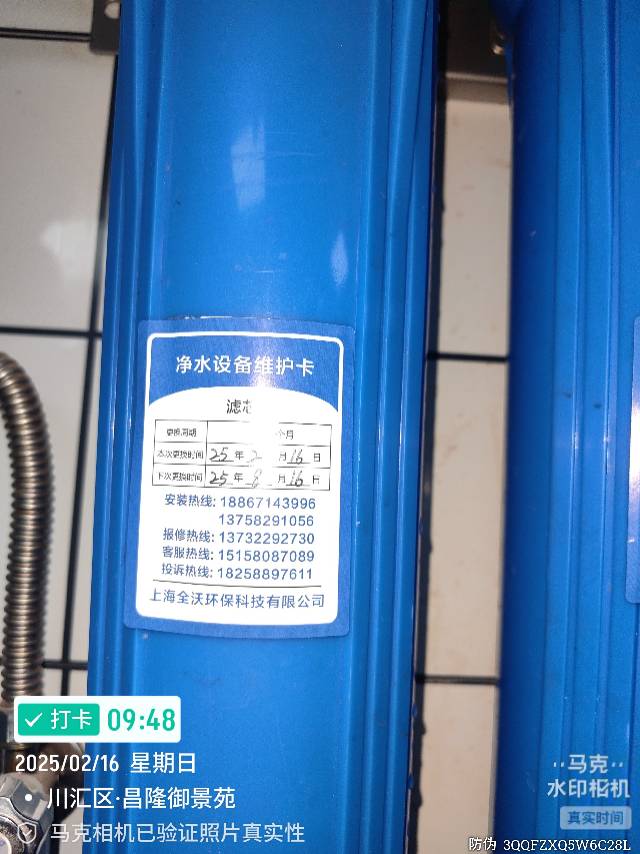 净水设备维护卡
滤芯
更换周期 个月
本次更换时间 25 年 2 月 16 日
下次更换时间 25 年 8 月 16 日
安装热线: 18867143996
13758291056
报修热线: 13732292730
客服热线: 15158087089
投诉热线: 18258897611
上海全沃环保科技有限公司
打卡 09:48
2025/02/16 星期日
川汇区·昌隆御景苑
马克相机已验证照片真实性
马克
水印相机
真实时间
防伪 3QQFZXQ5W6C28L